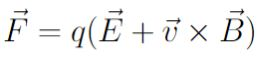 $\vec{F} = q(\vec{E} + \vec{v} \times \vec{B})$